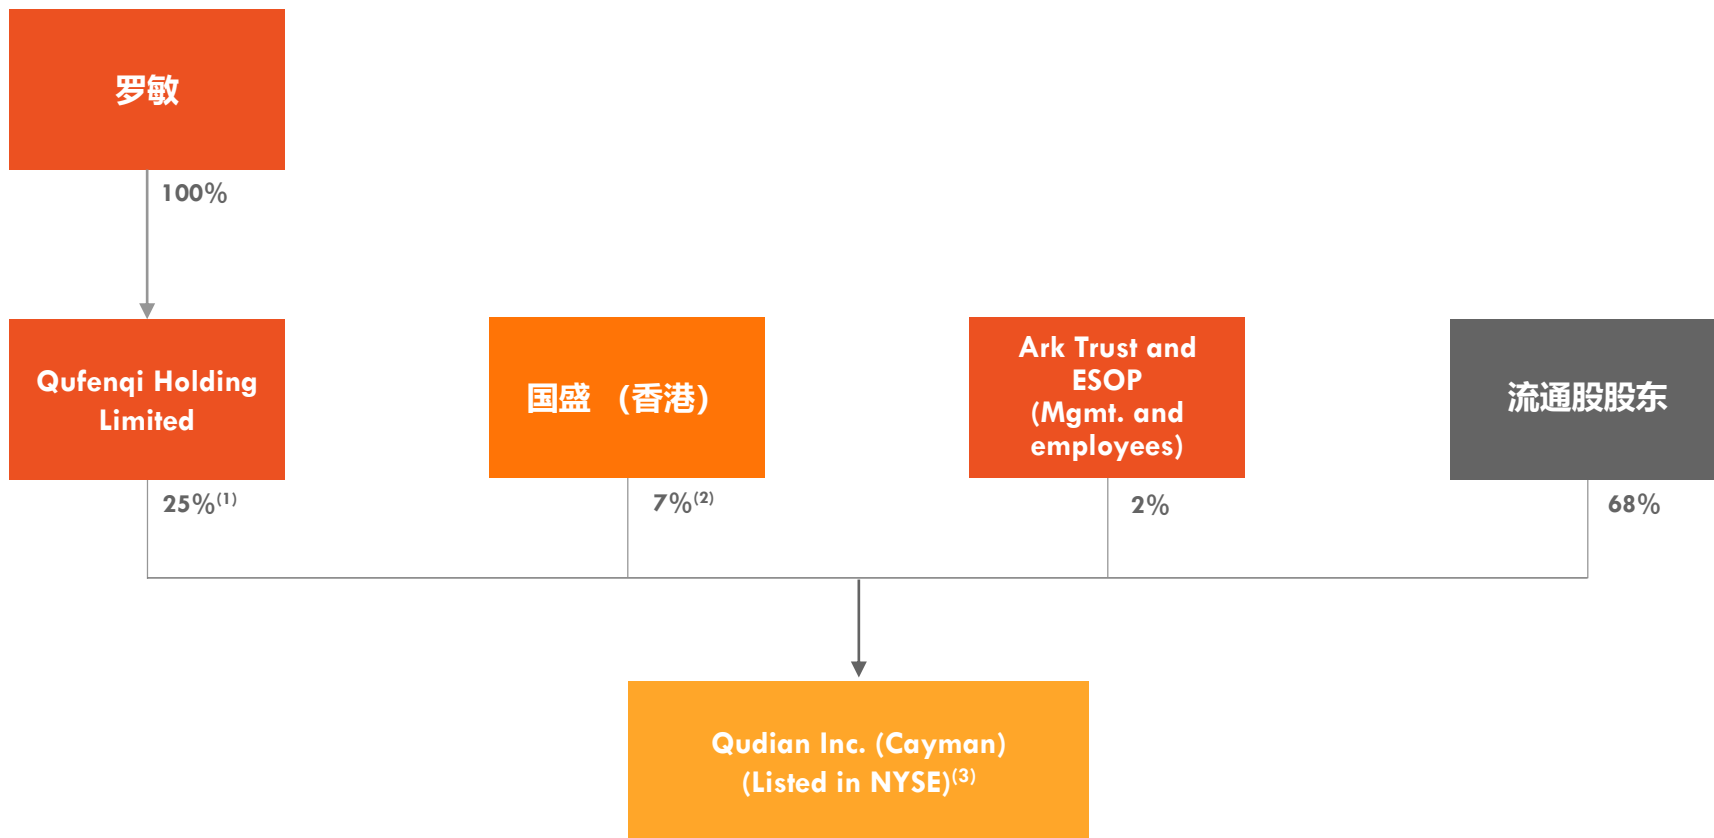 罗敏
100%
Qufenqi Holding
Limited
国盛 （香港）
Ark Trust and
ESOP
(Mgmt. and
employees)
流通股股东
25%(1)
7%(2)
2%
68%
Qudian Inc. (Cayman)
(Listed in NYSE)(3)